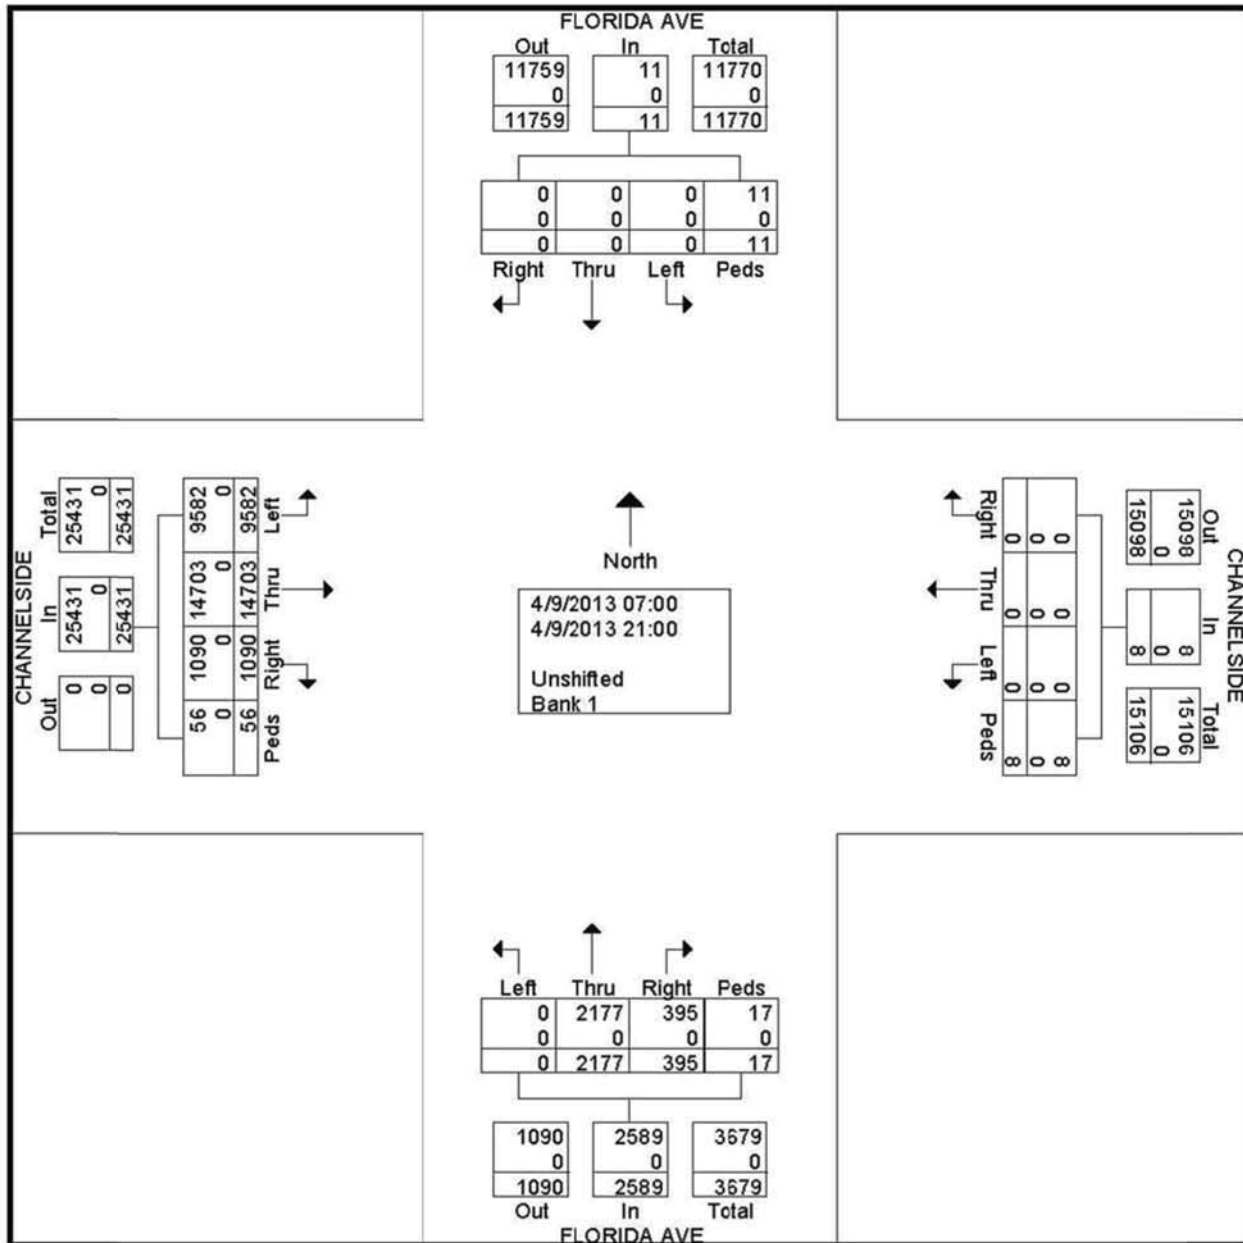 FLORIDA AVE
Out In Total
11759 11 11770
0 0 0
11759 11 11770
0 0 0 11
0 0 0 0
0 0 0 11
Right Thru Left Peds
CHANNELSIDE
Total In Out
25431 25431 0
0 0 0
25431 25431 0
9582 14703 1090 56
0 0 0 0
9582 14703 1090 56
Left Thru Right Peds
North
4/9/2013 07:00
4/9/2013 21:00
Unshifted
Bank 1
Right Thru Left Peds
0 0 0 8
0 0 0 0
0 0 0 8
CHANNELSIDE
Out In Total
15098 8 15106
0 0 0
15098 8 15106
Left Thru Right Peds
0 2177 395 17
0 0 0 0
0 2177 395 17
1090 2589 3679
0 0 0
1090 2589 3679
Out In Total
FLORIDA AVE